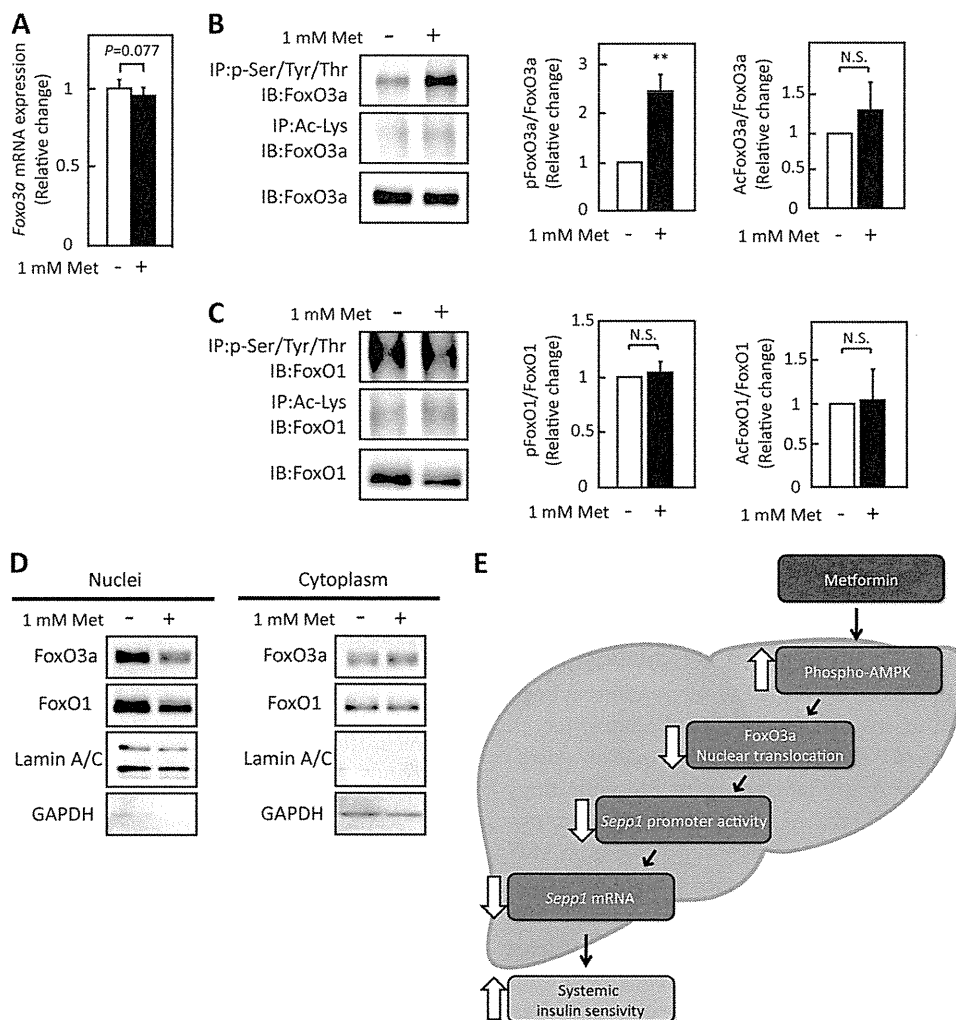 A
P=0.077
Foxo3a mRNA expression
(Relative change)
1
0.5
0
1 mM Met - +
B
1 mM Met - +
IP:p-Ser/Tyr/Thr
IB:FoxO3a
IP:Ac-Lys
IB:FoxO3a
IB:FoxO3a
pFoxO3a/FoxO3a
(Relative change)
3
2
1
0
**
1 mM Met - +
AcFoxO3a/FoxO3a
(Relative change)
1.5
1
0.5
0
N.S.
1 mM Met - +
C
1 mM Met - +
IP:p-Ser/Tyr/Thr
IB:FoxO1
IP:Ac-Lys
IB:FoxO1
IB:FoxO1
pFoxO1/FoxO1
(Relative change)
1.5
1
0.5
0
N.S.
1 mM Met - +
AcFoxO1/FoxO1
(Relative change)
1.5
1
0.5
0
N.S.
1 mM Met - +
D
Nuclei
1 mM Met - +
FoxO3a
FoxO1
Lamin A/C
GAPDH
Cytoplasm
1 mM Met - +
FoxO3a
FoxO1
Lamin A/C
GAPDH
E
Metformin
Phospho-AMPK
FoxO3a
Nuclear translocation
Sepp1 promoter activity
Sepp1 mRNA
Systemic
insulin sensivity